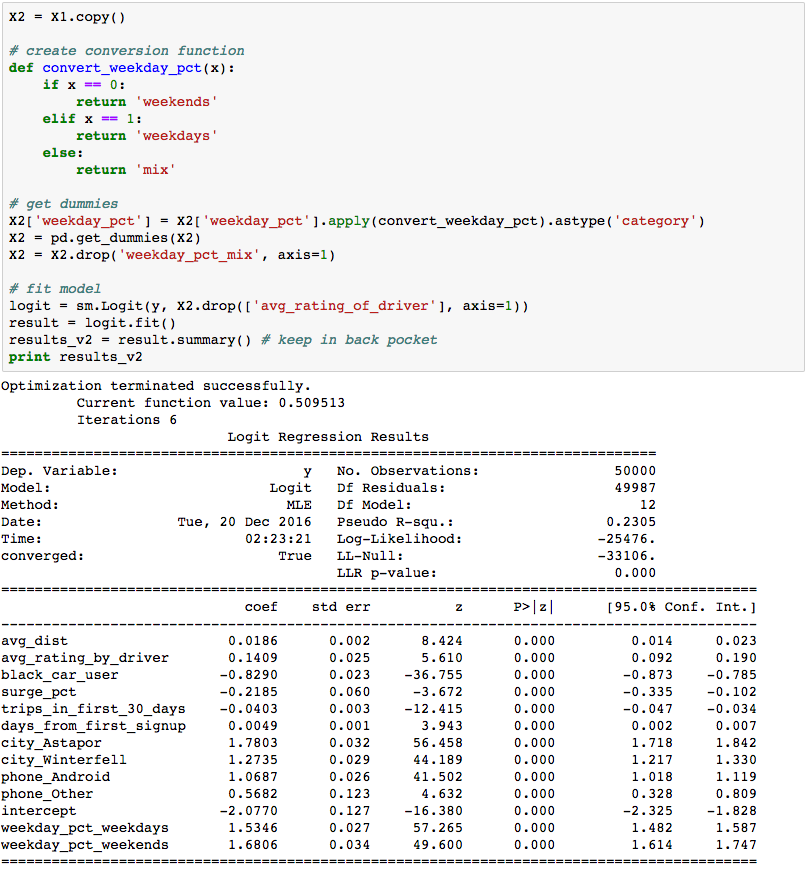 X2 = X1.copy()
# create conversion function
def convert_weekday_pct(x):
    if x == 0:
        return 'weekends'
    elif x == 1:
        return 'weekdays'
    else:
        return 'mix'
# get dummies
X2['weekday_pct'] = X2['weekday_pct'].apply(convert_weekday_pct).astype('category')
X2 = pd.get_dummies(X2)
X2 = X2.drop('weekday_pct_mix', axis=1)
# fit model
logit = sm.Logit(y, X2.drop(['avg_rating_of_driver'], axis=1))
result = logit.fit()
results_v2 = result.summary() # keep in back pocket
print results_v2
Optimization terminated successfully.
         Current function value: 0.509513
         Iterations 6
                           Logit Regression Results
==============================================================================
Dep. Variable:                      y   No. Observations:                50000
Model:                          Logit   Df Residuals:                    49987
Method:                           MLE   Df Model:                           12
Date:                Tue, 20 Dec 2016   Pseudo R-squ.:                  0.2305
Time:                        02:23:21   Log-Likelihood:                -25476.
converged:                       True   LL-Null:                       -33106.
                                        LLR p-value:                     0.000
==========================================================================================
                             coef    std err          z      P>|z|      [95.0% Conf. Int.]
------------------------------------------------------------------------------------------
avg_dist                   0.0186      0.002      8.424      0.000         0.014     0.023
avg_rating_by_driver       0.1409      0.025      5.610      0.000         0.092     0.190
black_car_user            -0.8290      0.023    -36.755      0.000        -0.873    -0.785
surge_pct                 -0.2185      0.060     -3.672      0.000        -0.335    -0.102
trips_in_first_30_days    -0.0403      0.003    -12.415      0.000        -0.047    -0.034
days_from_first_signup     0.0049      0.001      3.943      0.000         0.002     0.007
city_Astapor               1.7803      0.032     56.458      0.000         1.718     1.842
city_Winterfell            1.2735      0.029     44.189      0.000         1.217     1.330
phone_Android              1.0687      0.026     41.502      0.000         1.018     1.119
phone_Other                0.5682      0.123      4.632      0.000         0.328     0.809
intercept                 -2.0770      0.127    -16.380      0.000        -2.325    -1.828
weekday_pct_weekdays       1.5346      0.027     57.265      0.000         1.482     1.587
weekday_pct_weekends       1.6806      0.034     49.600      0.000         1.614     1.747
==========================================================================================